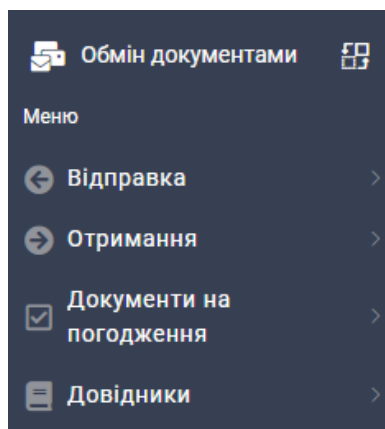 Обмін документами
Меню
Відправка
Отримання
Документи на
погодження
Довідники